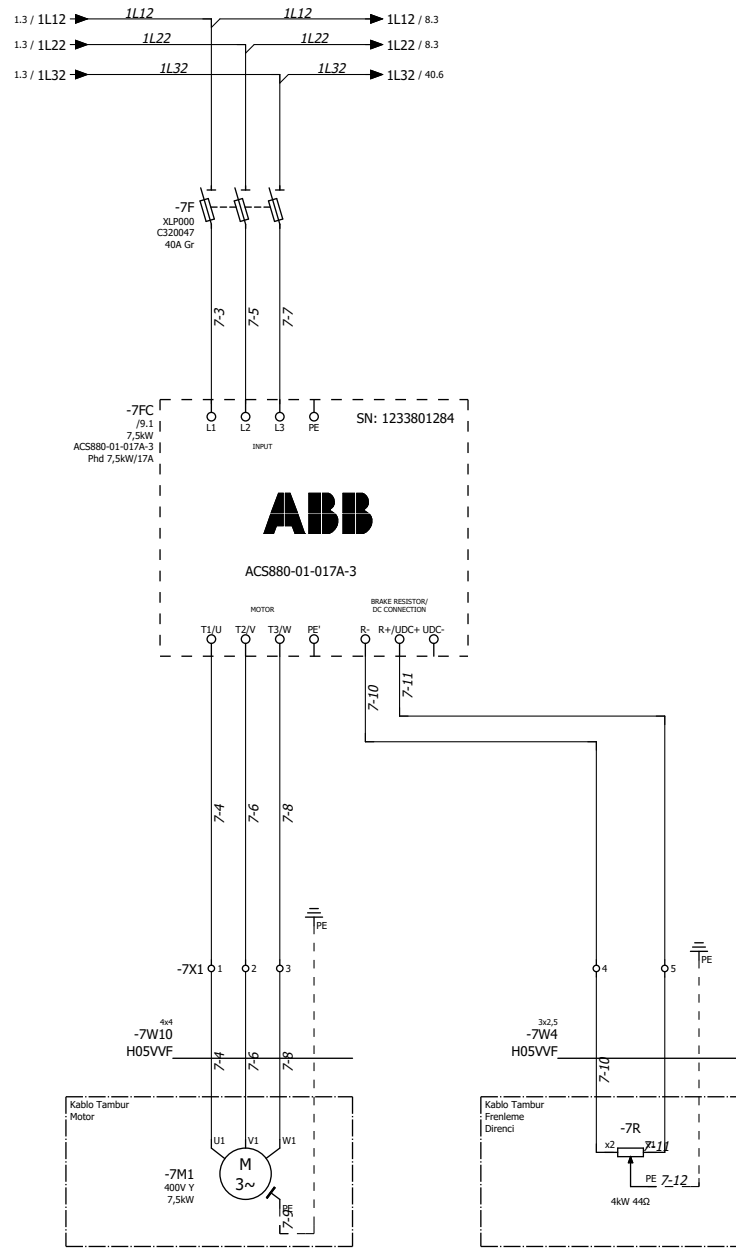 1.3 / 1L12 1L12 1L12 1L12 / 8.3
1.3 / 1L22 1L22 1L22 1L22 / 8.3
1.3 / 1L32 1L32 1L32 1L32 / 40.6
-7F
XLP000
C320047
40A Gr
7-3 7-5 7-7
-7FC
/9.1
7,5kW
ACS880-01-017A-3
Phd 7,5kW/17A
L1 L2 L3 PE
SN: 1233801284
INPUT
ABB
ACS880-01-017A-3
MOTOR
BRAKE RESISTOR/
DC CONNECTION
T1/U T2/V T3/W PE' R- R+/UDC+ UDC-
7-10 7-11
7-4 7-6 7-8
PE PE
-7X1 1 2 3 4 5
4x4
-7W10
H05VVF
7-4 7-6 7-8
3x2,5
-7W4
H05VVF
7-10
Kablo Tambur
Motor
U1 V1 W1
-7M1
400V Y
7,5kW
M
3~
PE
7-9
Kablo Tambur
Frenleme
Direnci
-7R
x2 x1 7-11
PE 7-12
4kW 44Ω